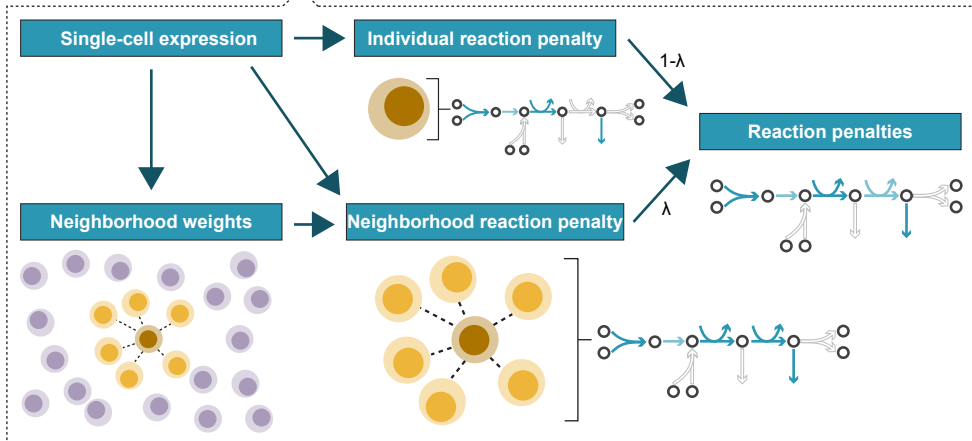 Single-cell expression
Individual reaction penalty
1-λ
Reaction penalties
Neighborhood weights
Neighborhood reaction penalty
λ